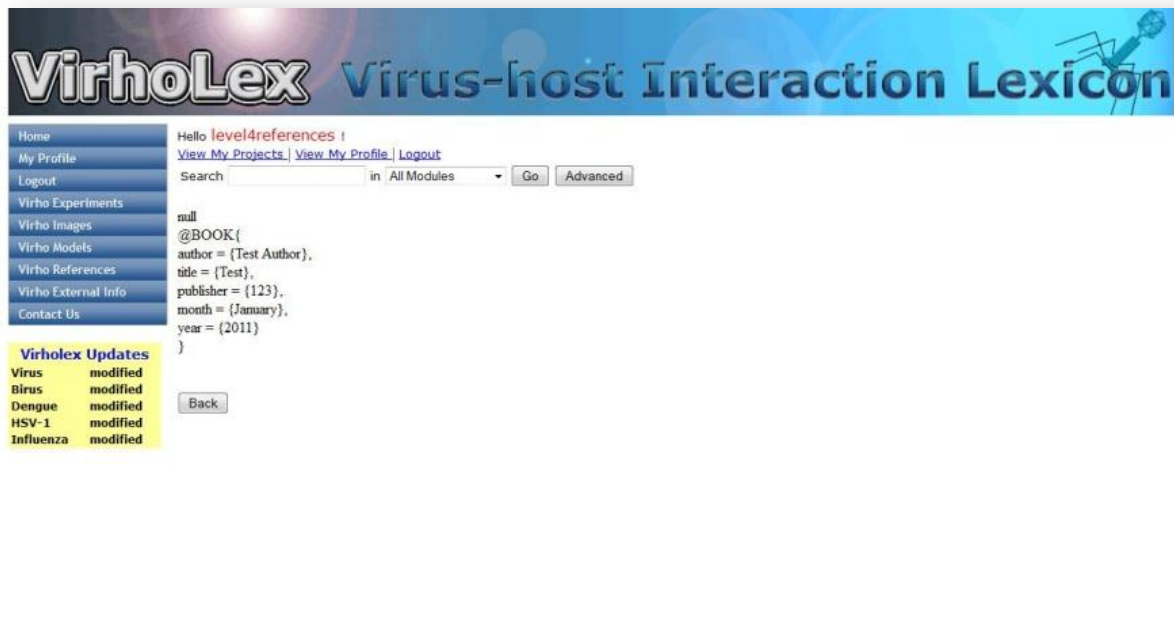 VirhoLex Virus-host Interaction Lexicon
Home
My Profile
Logout
Virho Experiments
Virho Images
Virho Models
Virho References
Virho External Info
Contact Us
Virholex Updates
Virus modified
Birus modified
Dengue modified
HSV-1 modified
Influenza modified
Hello level4references !
View My Projects | View My Profile | Logout
Search in All Modules Go Advanced
null
@BOOK{
author = {Test Author},
title = {Test},
publisher = {123},
month = {January},
year = {2011}
}
Back